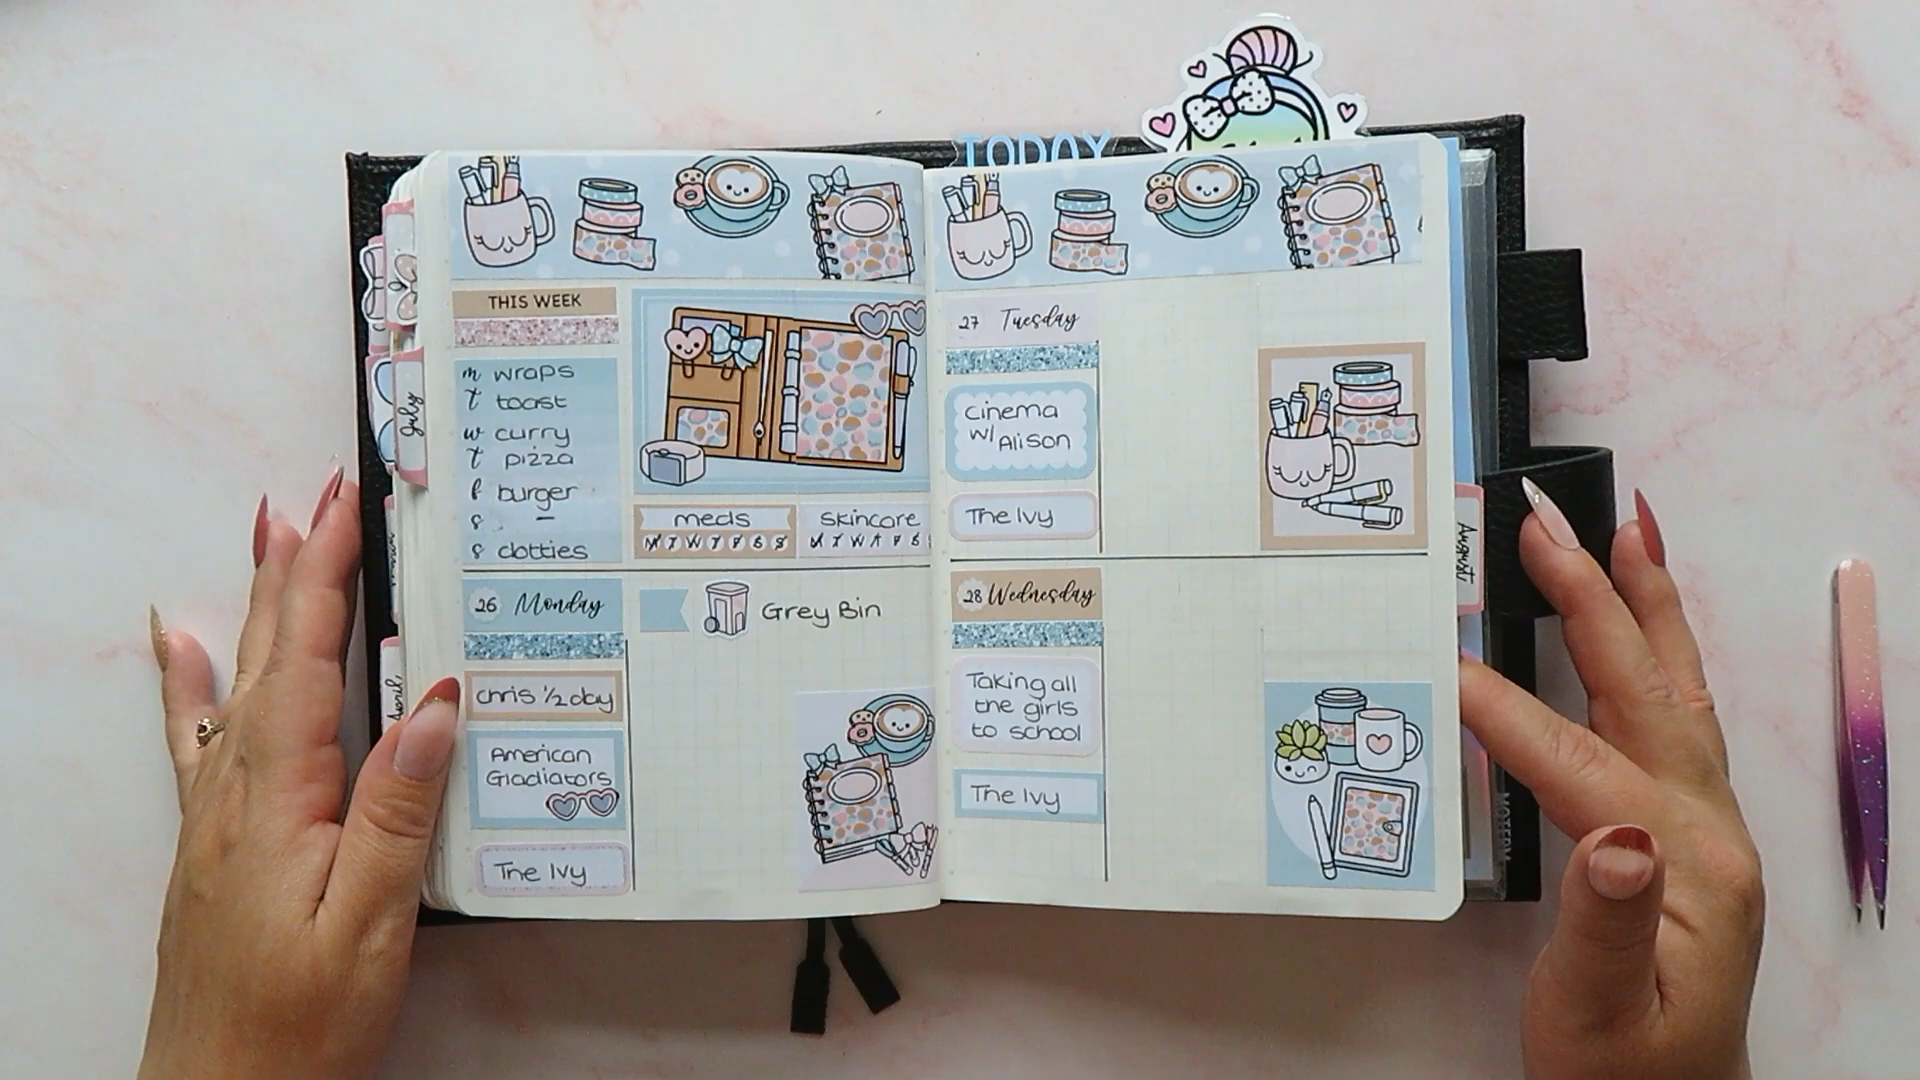 TODAY
THIS WEEK
m wraps
T toast
w curry
T pizza
f burger
s -
s dotties
meds
M T W T F S S
skincare
M T W T F S
26 Monday
Grey Bin
chris 1/2 day
American
Gladiators
The Ivy
27 Tuesday
cinema
w/ Alison
The Ivy
28 Wednesday
Taking all
the girls
to school
The Ivy
July
April
August